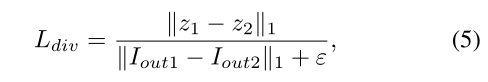 L_{div} = \frac{\|z_1 - z_2\|_1}{\|I_{out1} - I_{out2}\|_1 + \varepsilon}, (5)